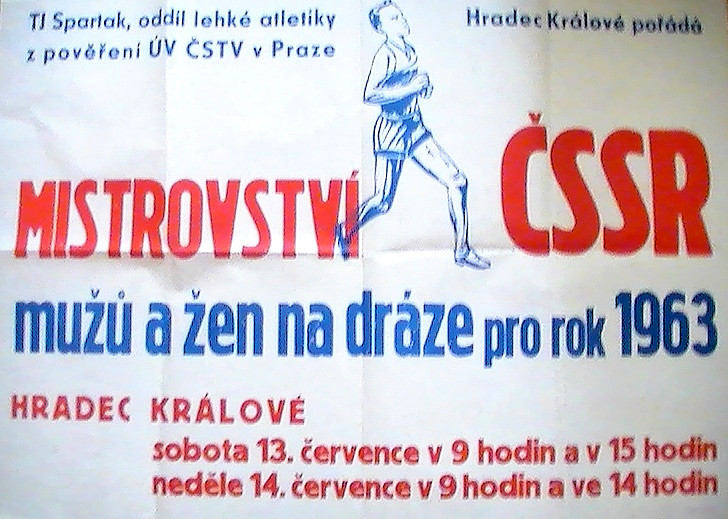 TJ Spartak, oddíl lehké atletiky Hradec Králové pořádá
z pověření ÚV ČSTV v Praze
MISTROVSTVÍ ČSSR
mužů a žen na dráze pro rok 1963
HRADEC KRÁLOVÉ
sobota 13. července v 9 hodin a v 15 hodin
neděle 14. července v 9 hodin a ve 14 hodin